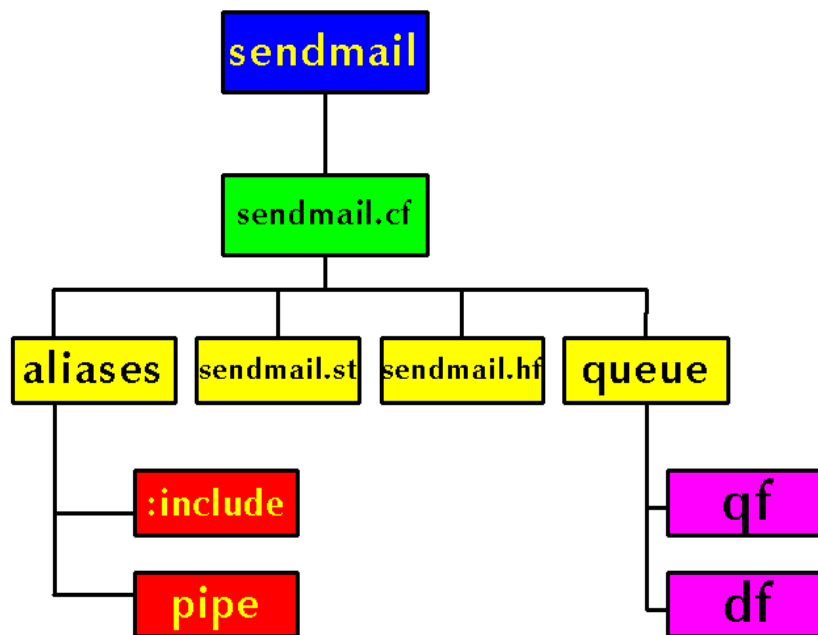 sendmail
sendmail.cf
aliases
sendmail.st
sendmail.hf
queue
:include
qf
pipe
df